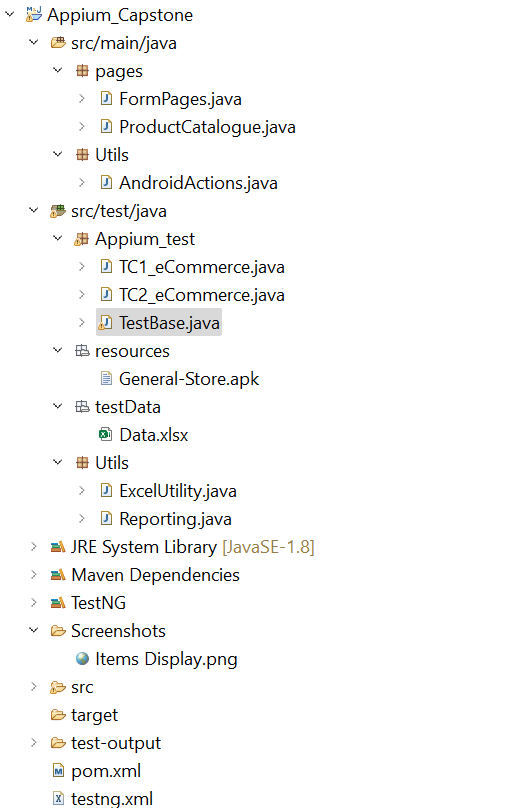 Appium_Capstone
src/main/java
pages
FormPages.java
ProductCatalogue.java
Utils
AndroidActions.java
src/test/java
Appium_test
TC1_eCommerce.java
TC2_eCommerce.java
TestBase.java
resources
General-Store.apk
testData
Data.xlsx
Utils
ExcelUtility.java
Reporting.java
JRE System Library [JavaSE-1.8]
Maven Dependencies
TestNG
Screenshots
Items Display.png
src
target
test-output
pom.xml
testng.xml